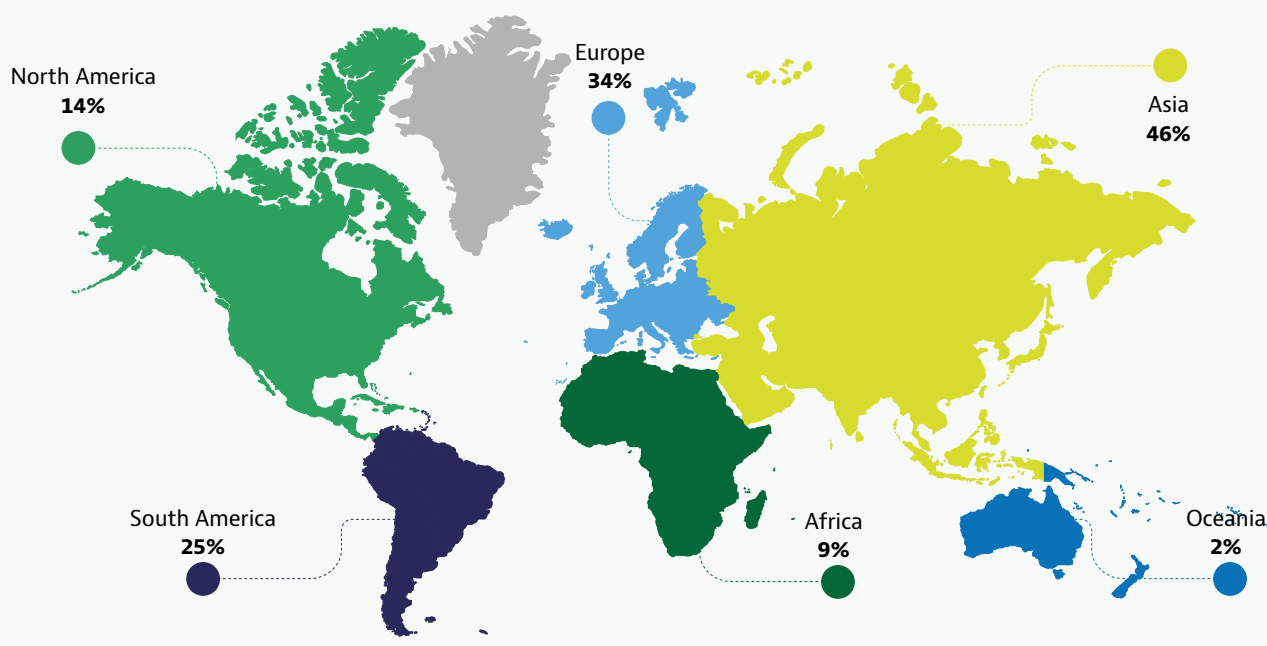 North America
14%
Europe
34%
Asia
46%
South America
25%
Africa
9%
Oceania
2%